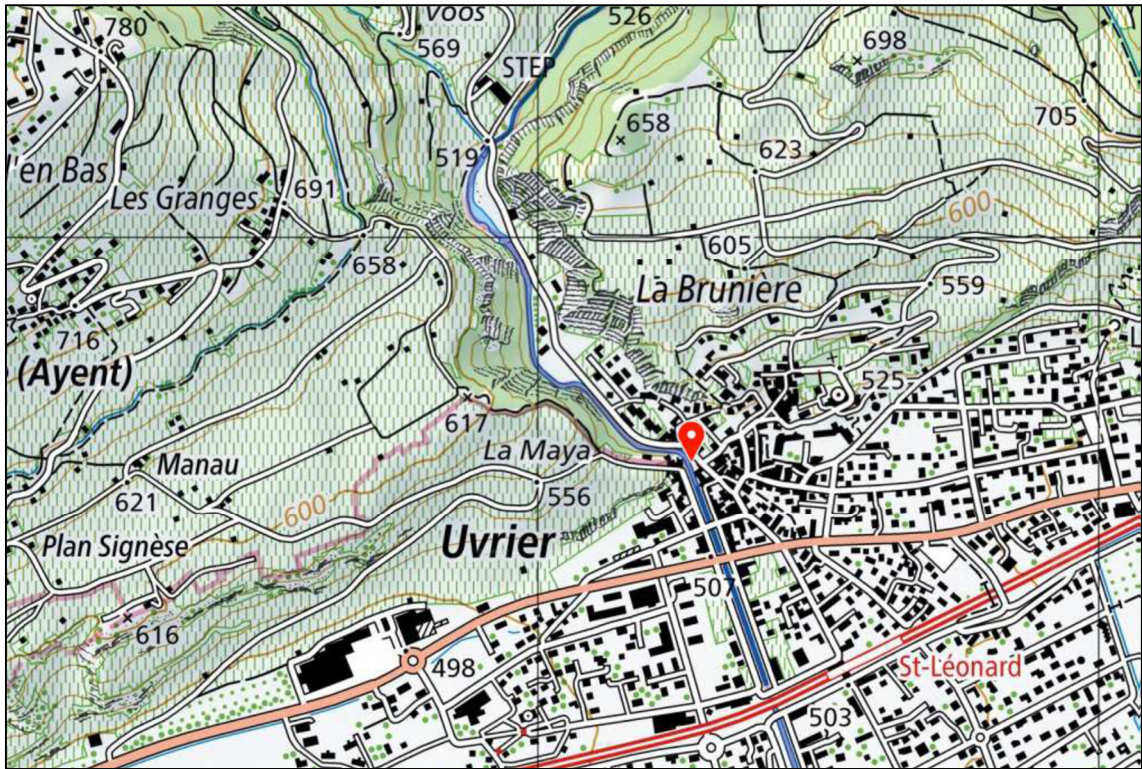 780
Voos
569
526
STEP
698
658
705
519
623
l'en Bas
Les Granges
691
600
605
658
La Brunière
559
716
(Ayent)
525
617
La Maya
Manau
621
556
600
Uvrier
Plan Signèse
507
616
498
St-Léonard
503